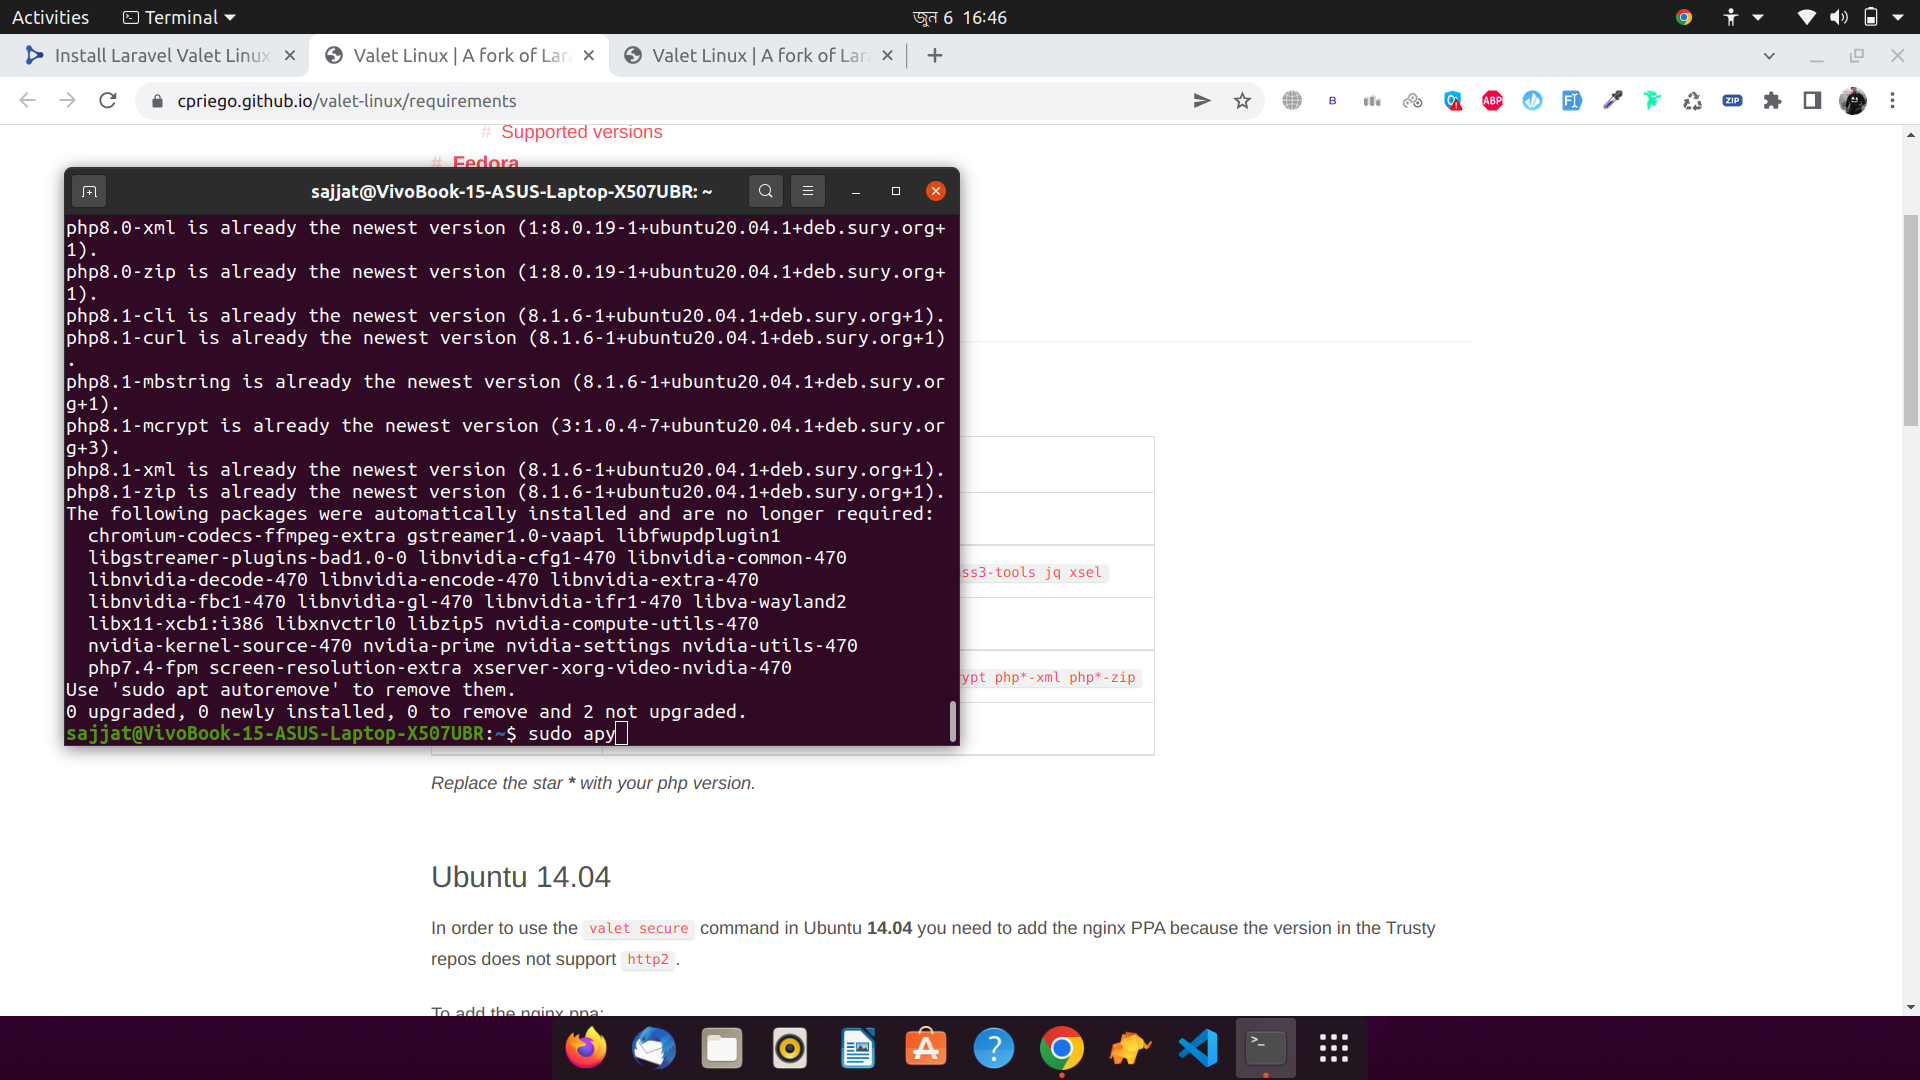 Activities Terminal জুন 6 16:46
Install Laravel Valet Linux Valet Linux | A fork of Lar Valet Linux | A fork of Lar
cpriego.github.io/valet-linux/requirements
B ABP ZIP
# Supported versions
# Fedora
sajjat@VivoBook-15-ASUS-Laptop-X507UBR: ~
php8.0-xml is already the newest version (1:8.0.19-1+ubuntu20.04.1+deb.sury.org+
1).
php8.0-zip is already the newest version (1:8.0.19-1+ubuntu20.04.1+deb.sury.org+
1).
php8.1-cli is already the newest version (8.1.6-1+ubuntu20.04.1+deb.sury.org+1).
php8.1-curl is already the newest version (8.1.6-1+ubuntu20.04.1+deb.sury.org+1)
.
php8.1-mbstring is already the newest version (8.1.6-1+ubuntu20.04.1+deb.sury.or
g+1).
php8.1-mcrypt is already the newest version (3:1.0.4-7+ubuntu20.04.1+deb.sury.or
g+3).
php8.1-xml is already the newest version (8.1.6-1+ubuntu20.04.1+deb.sury.org+1).
php8.1-zip is already the newest version (8.1.6-1+ubuntu20.04.1+deb.sury.org+1).
The following packages were automatically installed and are no longer required:
chromium-codecs-ffmpeg-extra gstreamer1.0-vaapi libfwupdplugin1
libgstreamer-plugins-bad1.0-0 libnvidia-cfg1-470 libnvidia-common-470
libnvidia-decode-470 libnvidia-encode-470 libnvidia-extra-470
libnvidia-fbc1-470 libnvidia-gl-470 libnvidia-ifr1-470 libva-wayland2
libx11-xcb1:i386 libxnvctrl0 libzip5 nvidia-compute-utils-470
nvidia-kernel-source-470 nvidia-prime nvidia-settings nvidia-utils-470
php7.4-fpm screen-resolution-extra xserver-xorg-video-nvidia-470
Use 'sudo apt autoremove' to remove them.
0 upgraded, 0 newly installed, 0 to remove and 2 not upgraded.
sajjat@VivoBook-15-ASUS-Laptop-X507UBR:~$ sudo apy
ss3-tools jq xsel
ypt php*-xml php*-zip
Replace the star * with your php version.
Ubuntu 14.04
In order to use the valet secure command in Ubuntu 14.04 you need to add the nginx PPA because the version in the Trusty
repos does not support http2.
To add the nginx ppa: